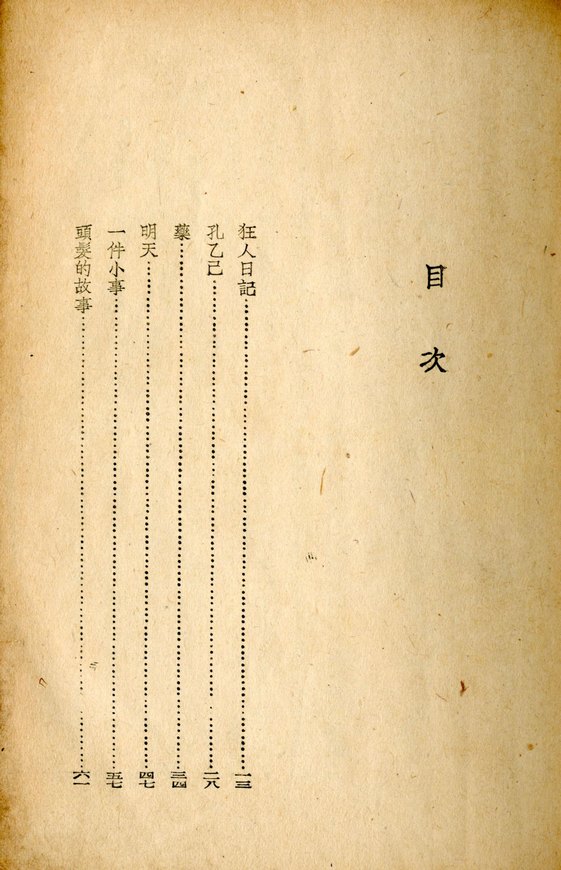 目次
狂人日記……一三
孔乙己……二八
藥……三四
明天……四七
一件小事……五七
頭髮的故事……六一